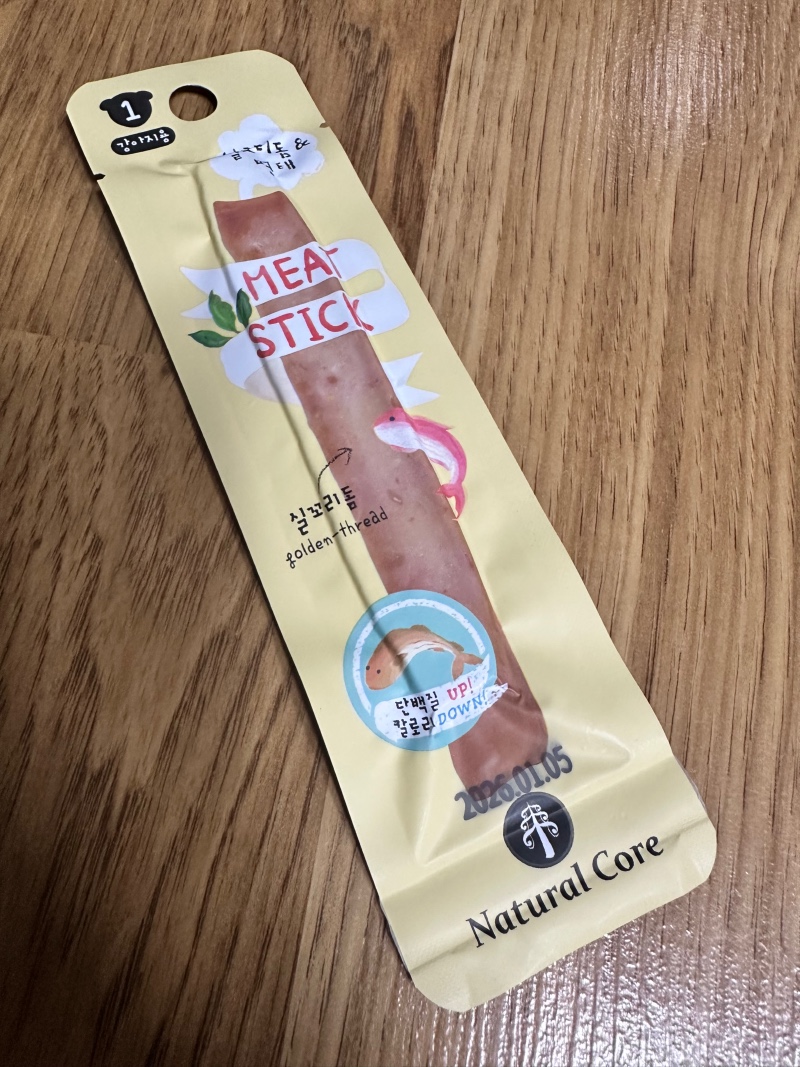 1
강아지용
실꼬리돔 &
MEAT
STICK
실꼬리돔
golden-thread
단백질 UP!
칼로리 DOWN!
2026.01.05
Natural Core